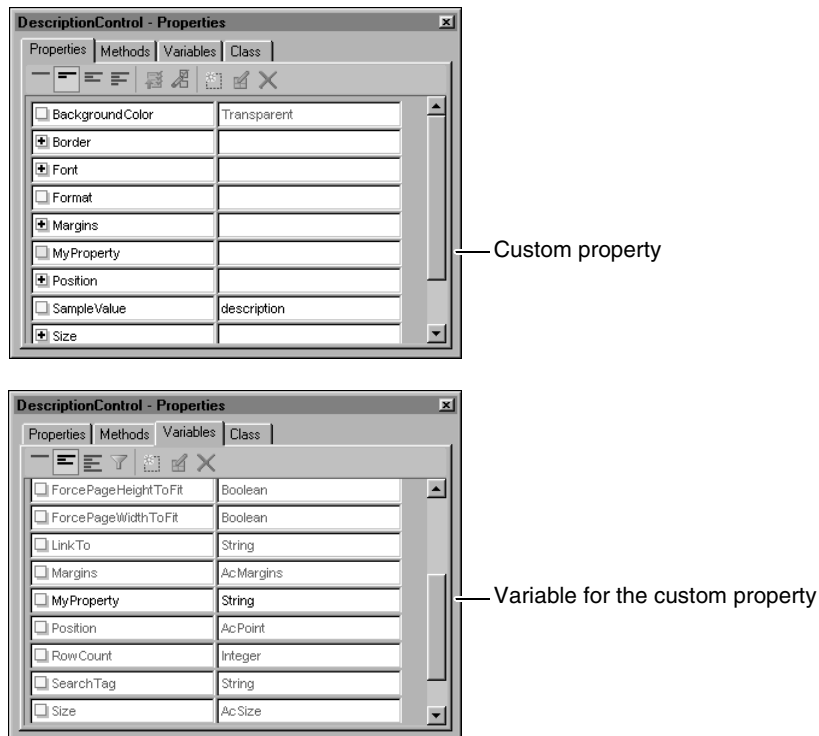 DescriptionControl - Properties
Properties Methods Variables Class
BackgroundColor Transparent
Border
Font
Format
Margins
MyProperty
Position
SampleValue description
Size
Custom property
DescriptionControl - Properties
Properties Methods Variables Class
ForcePageHeightToFit Boolean
ForcePageWidthToFit Boolean
LinkTo String
Margins AcMargins
MyProperty String
Position AcPoint
RowCount Integer
SearchTag String
Size AcSize
Variable for the custom property